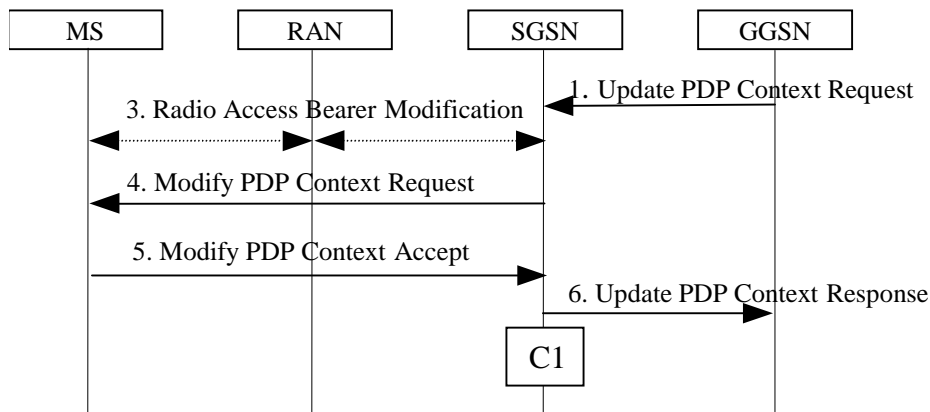 MS
RAN
SGSN
GGSN
1. Update PDP Context Request
3. Radio Access Bearer Modification
4. Modify PDP Context Request
5. Modify PDP Context Accept
6. Update PDP Context Response
C1